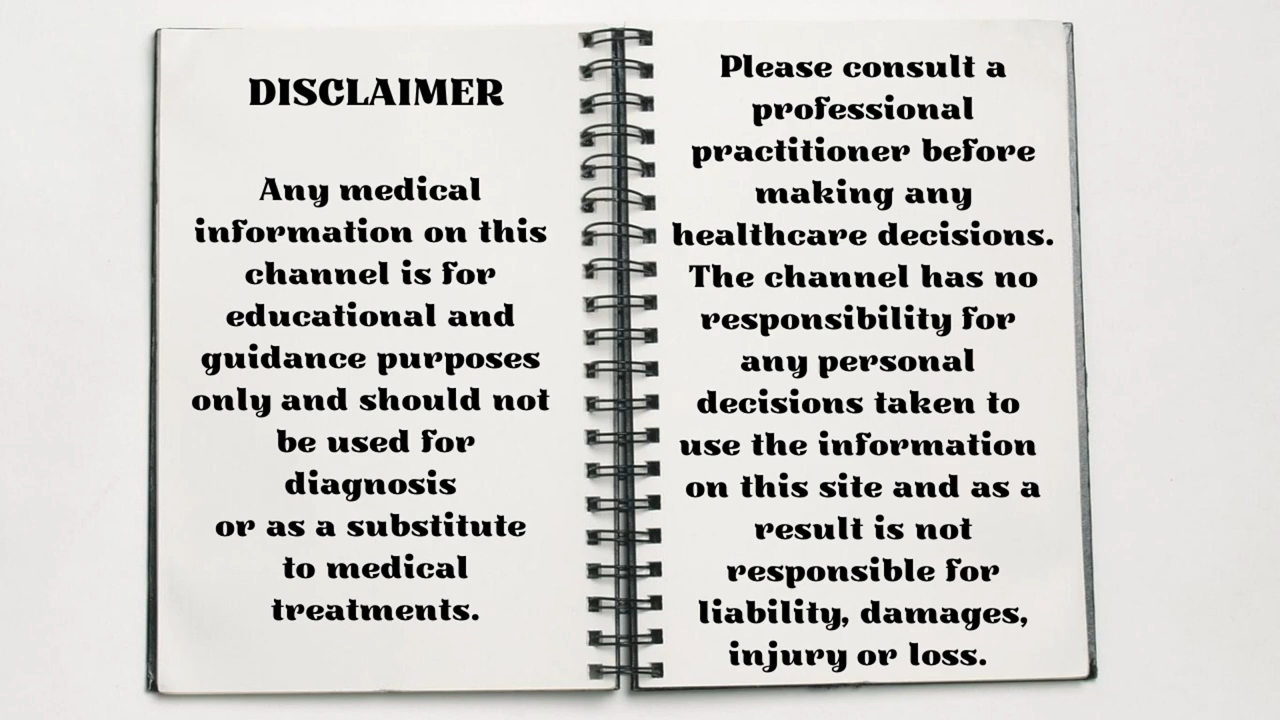 DISCLAIMER
Any medical
information on this
channel is for
educational and
guidance purposes
only and should not
be used for
diagnosis
or as a substitute
to medical
treatments.
Please consult a
professional
practitioner before
making any
healthcare decisions.
The channel has no
responsibility for
any personal
decisions taken to
use the information
on this site and as a
result is not
responsible for
liability, damages,
injury or loss.